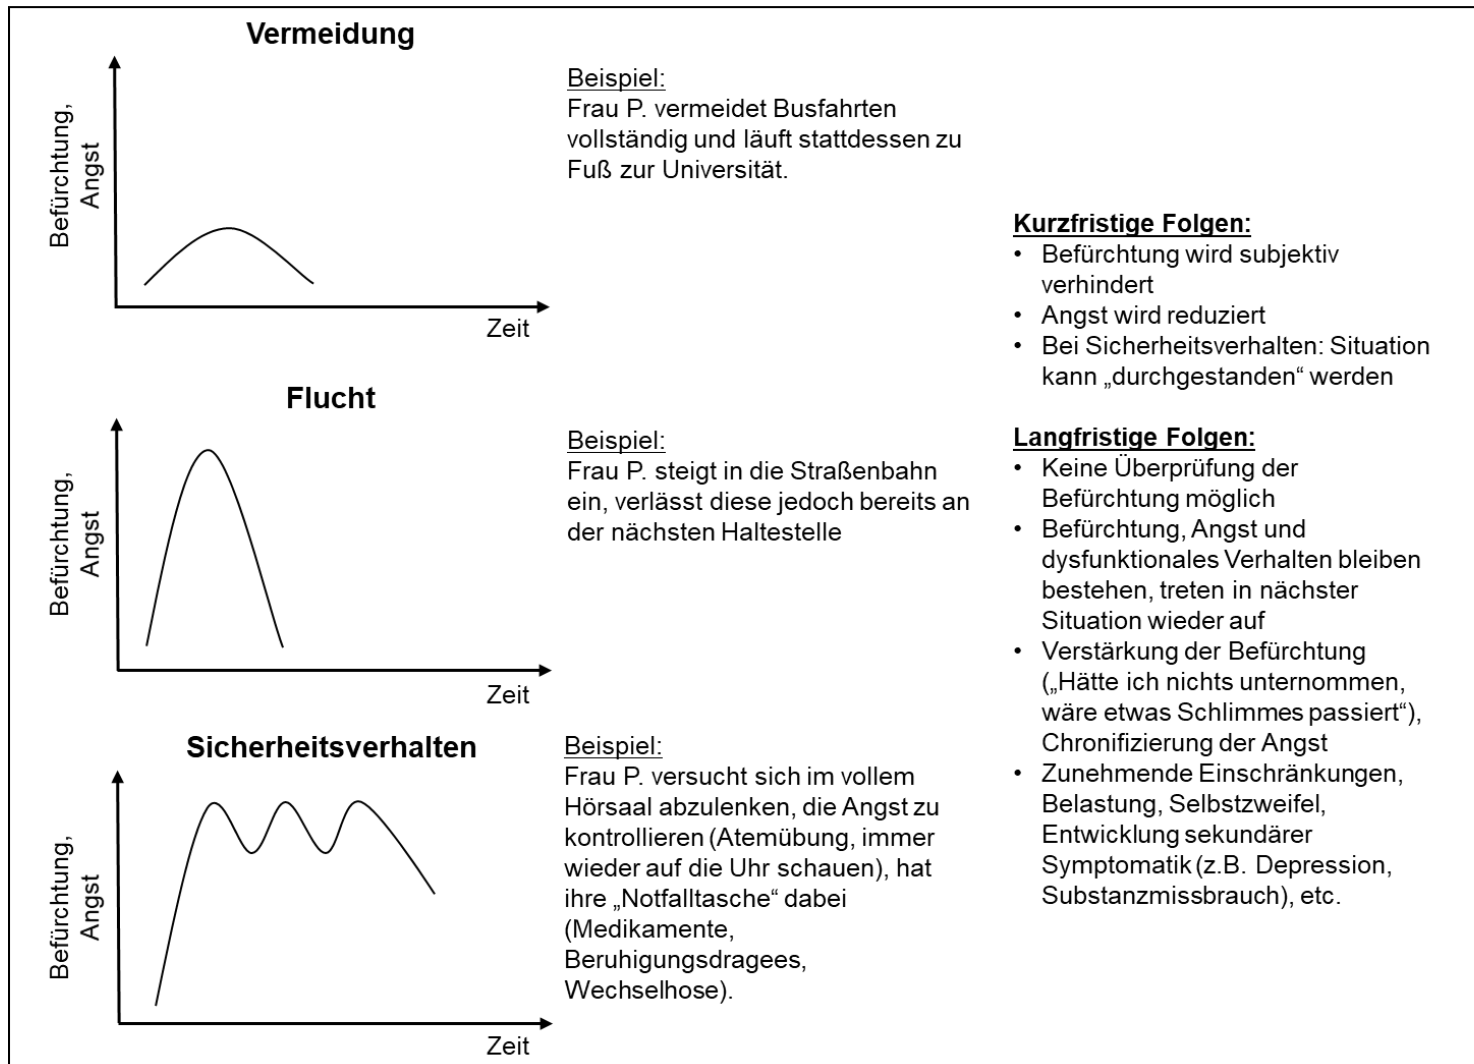 Vermeidung
Befürchtung,
Angst
Zeit
Beispiel:
Frau P. vermeidet Busfahrten
vollständig und läuft stattdessen zu
Fuß zur Universität.
Flucht
Befürchtung,
Angst
Zeit
Beispiel:
Frau P. steigt in die Straßenbahn
ein, verlässt diese jedoch bereits an
der nächsten Haltestelle
Sicherheitsverhalten
Befürchtung,
Angst
Zeit
Beispiel:
Frau P. versucht sich im vollem
Hörsaal abzulenken, die Angst zu
kontrollieren (Atemübung, immer
wieder auf die Uhr schauen), hat
ihre „Notfalltasche“ dabei
(Medikamente,
Beruhigungsdragees,
Wechselhose).
Kurzfristige Folgen:
• Befürchtung wird subjektiv
verhindert
• Angst wird reduziert
• Bei Sicherheitsverhalten: Situation
kann „durchgestanden“ werden
Langfristige Folgen:
• Keine Überprüfung der
Befürchtung möglich
• Befürchtung, Angst und
dysfunktionales Verhalten bleiben
bestehen, treten in nächster
Situation wieder auf
• Verstärkung der Befürchtung
(„Hätte ich nichts unternommen,
wäre etwas Schlimmes passiert“),
Chronifizierung der Angst
• Zunehmende Einschränkungen,
Belastung, Selbstzweifel,
Entwicklung sekundärer
Symptomatik (z.B. Depression,
Substanzmissbrauch), etc.